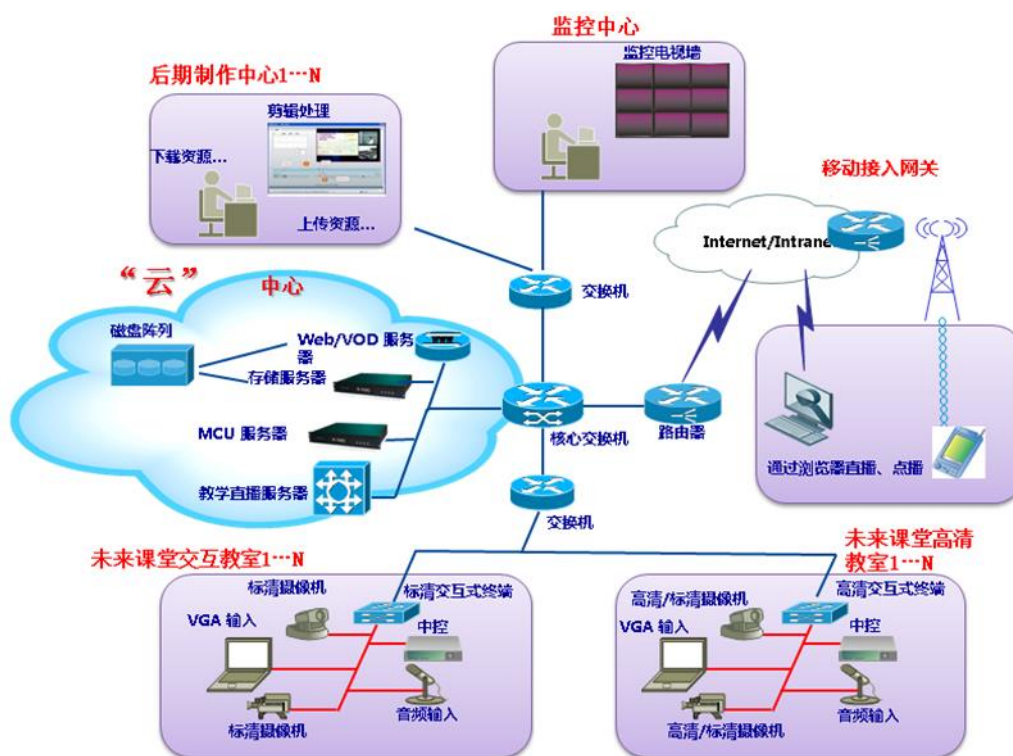 监控中心
监控电视墙
后期制作中心1…N
剪辑处理
下载资源...
上传资源...
移动接入网关
Internet/Intrane
“云” 中心
磁盘阵列
Web/VOD 服务
器
存储服务器
MCU 服务器
教学直播服务器
交换机
核心交换机
路由器
通过浏览器直播、点播
交换机
未来课堂交互教室1…N
标清摄像机
标清交互式终端
VGA 输入
中控
标清摄像机
音频输入
未来课堂高清
教室1…N
高清/标清摄像机
高清交互式终端
VGA 输入
中控
高清/标清摄像机
音频输入